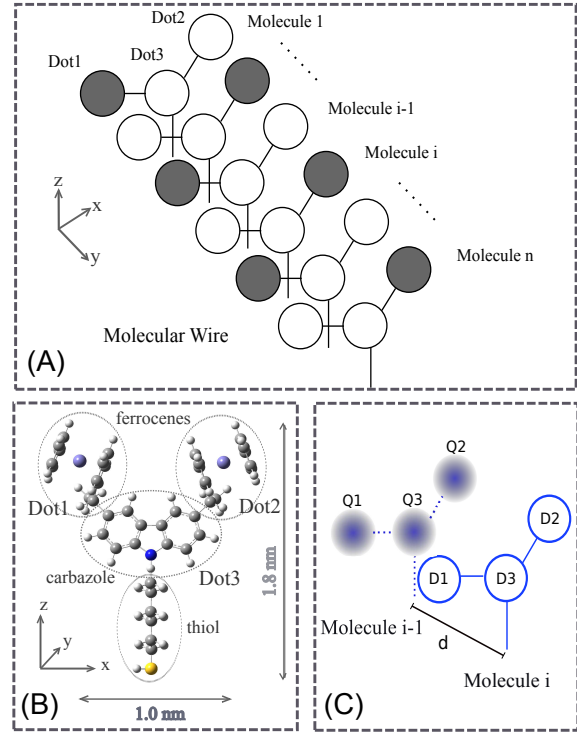 Dot2
Molecule 1
Dot3
Dot1
Molecule i-1
Molecule i
z
x
y
Molecule n
Molecular Wire
(A)
ferrocenes
Dot1
Dot2
carbazole
Dot3
1.8 nm
thiol
z
y
x
(B)
1.0 nm
Q2
Q1
Q3
D2
D1
D3
Molecule i-1
d
Molecule i
(C)